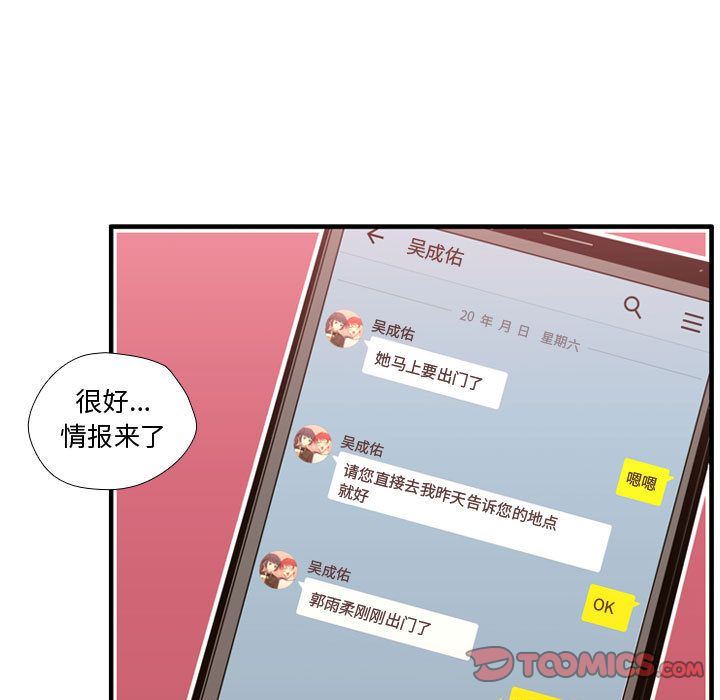 吴成佑
20 年 月 日 星期六
吴成佑
她马上要出门了
很好...
情报来了
吴成佑
请您直接去我昨天告诉您的地点
就好
嗯嗯
吴成佑
郭雨柔刚刚出门了
OK
TOOMICS.COM